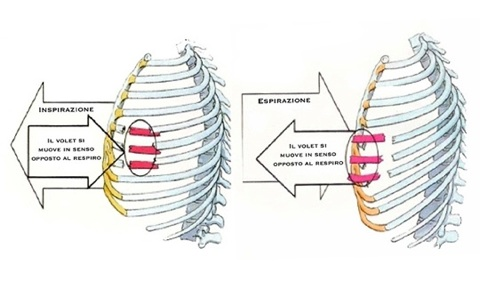 INSPIRAZIONE
IL VOLET SI
MUOVE IN SENSO
OPPOSTO AL RESPIRO
ESPIRAZIONE
IL VOLET SI
MUOVE IN SENSO
OPPOSTO AL RESPIRO